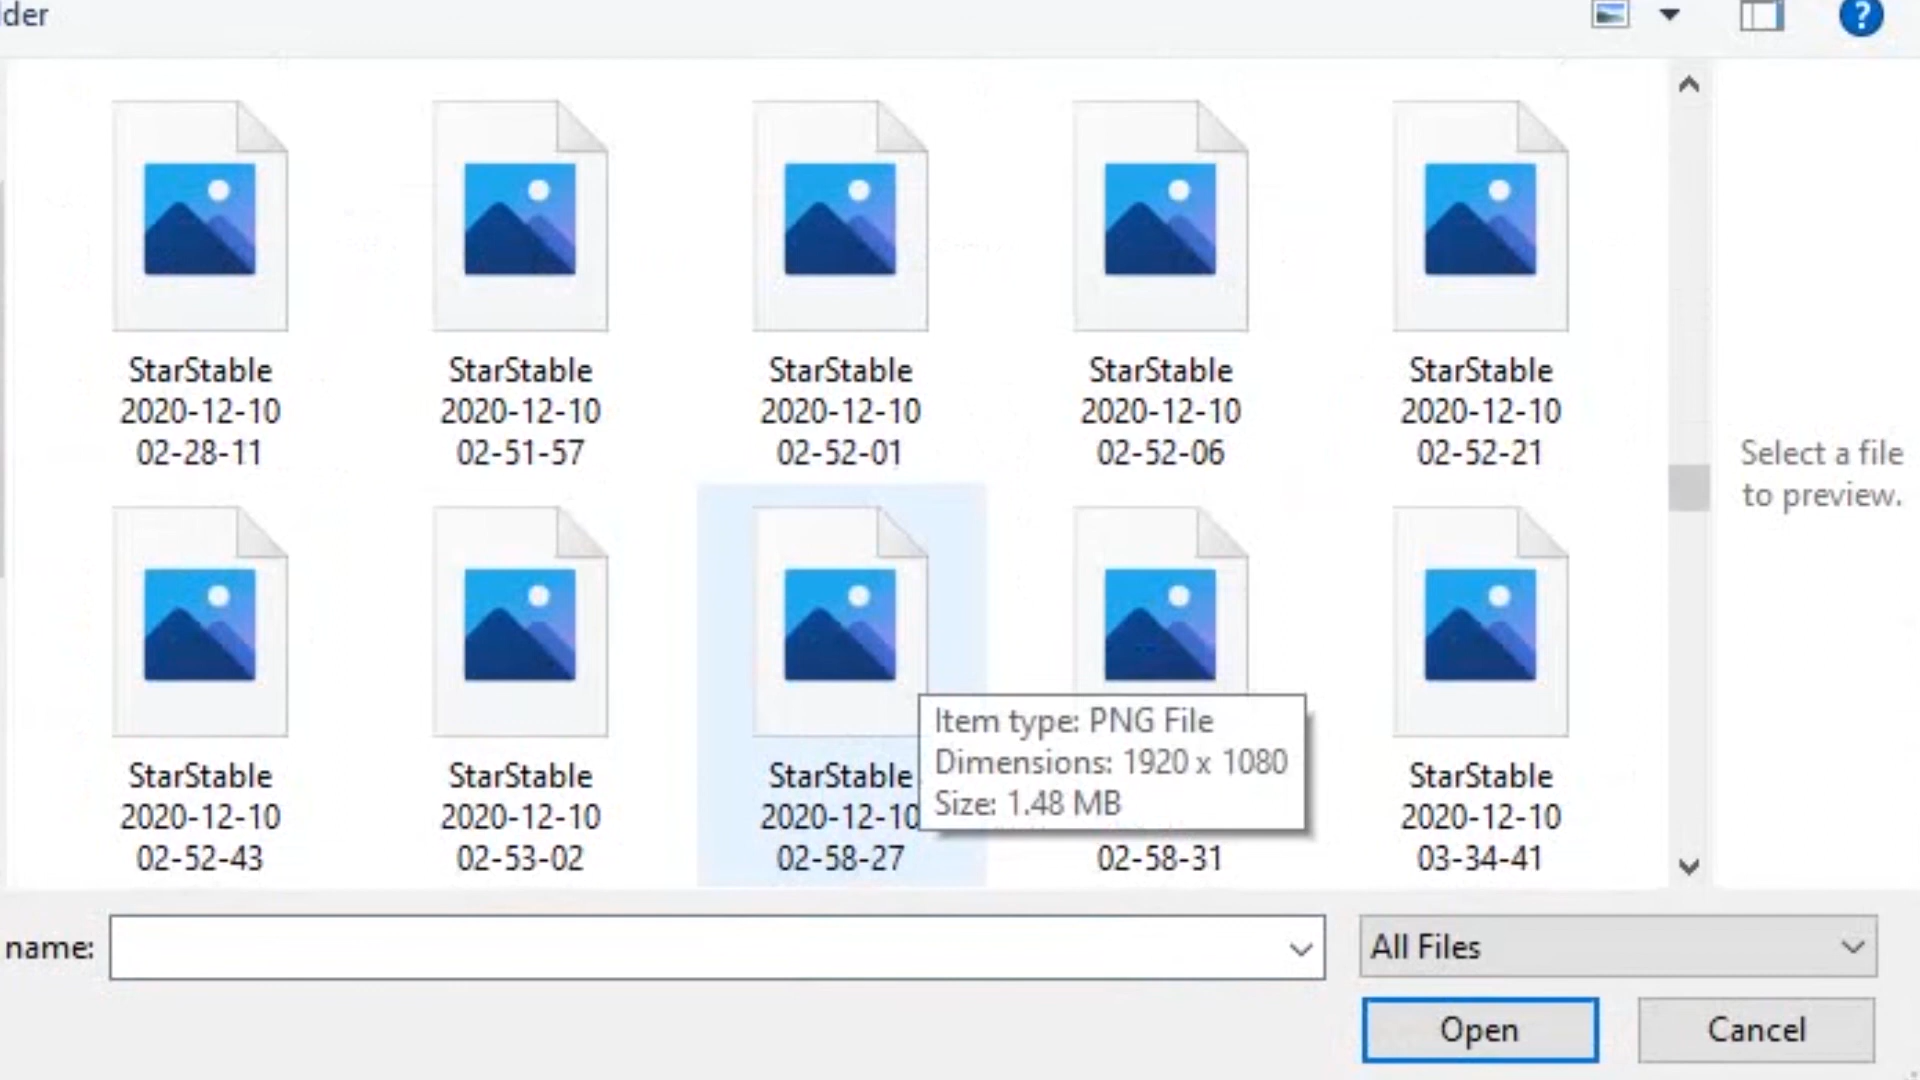 lder
?
StarStable
2020-12-10
02-28-11
StarStable
2020-12-10
02-51-57
StarStable
2020-12-10
02-52-01
StarStable
2020-12-10
02-52-06
StarStable
2020-12-10
02-52-21
Select a file
to preview.
StarStable
2020-12-10
02-52-43
StarStable
2020-12-10
02-53-02
StarStable
2020-12-10
02-58-27
Item type: PNG File
Dimensions: 1920 x 1080
Size: 1.48 MB
02-58-31
StarStable
2020-12-10
03-34-41
name:
All Files
Open
Cancel